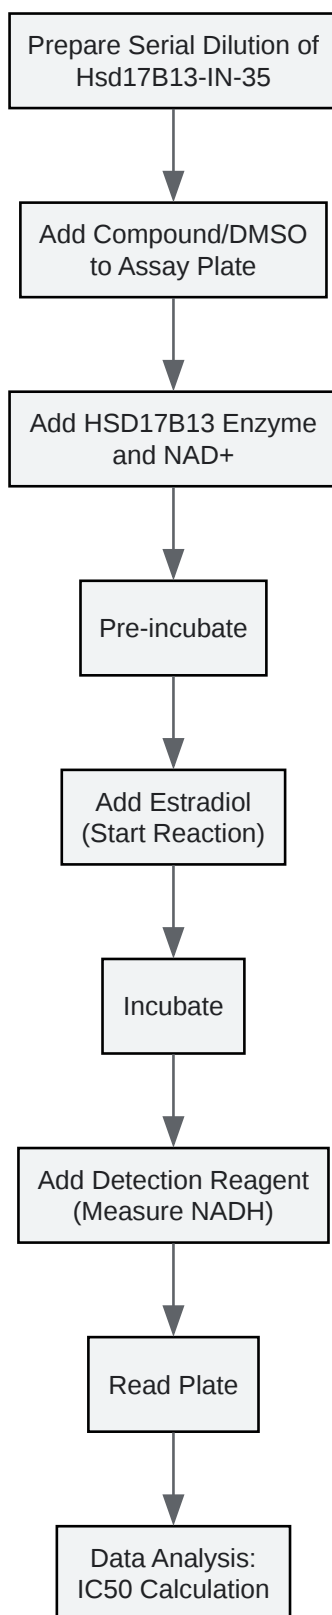 Prepare Serial Dilution of
Hsd17B13-IN-35
Add Compound/DMSO
to Assay Plate
Add HSD17B13 Enzyme
and NAD+
Pre-incubate
Add Estradiol
(Start Reaction)
Incubate
Add Detection Reagent
(Measure NADH)
Read Plate
Data Analysis:
IC50 Calculation